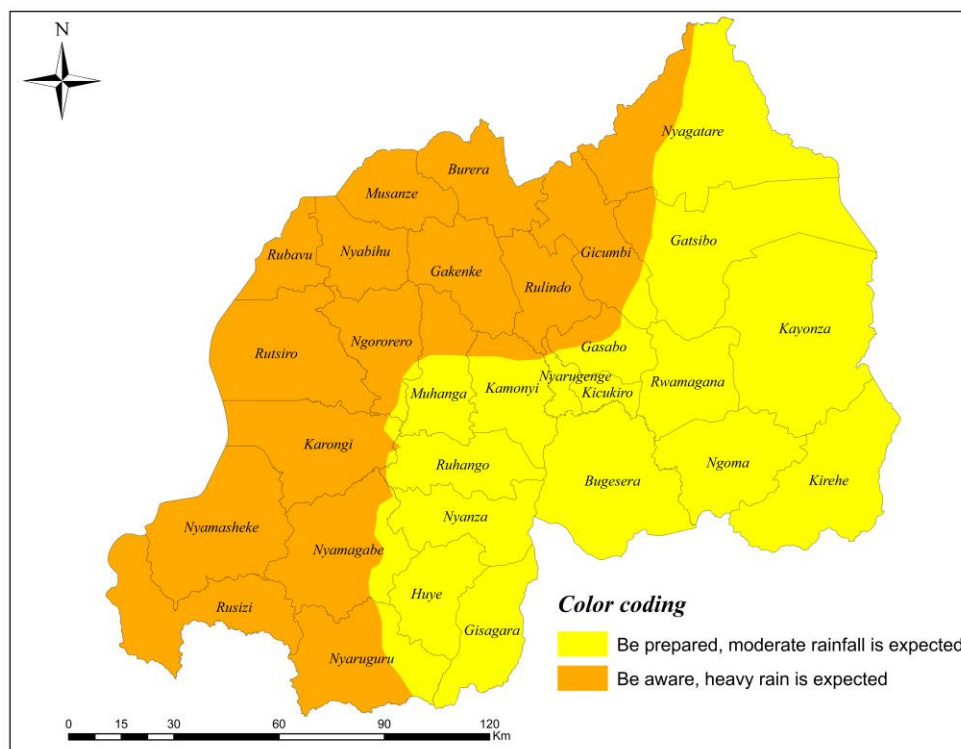 N
Nyagatare
Burera
Musanze
Gatsibo
Rubavu
Nyabihu
Gicumbi
Gakenke
Rulindo
Kayonza
Rutsiro
Ngororero
Gasabo
Nyarugenge
Rwamagana
Muhanga
Kamonyi
Kicukiro
Karongi
Ruhango
Bugesera
Ngoma
Kirehe
Nyanza
Nyamasheke
Nyamagabe
Huye
Rusizi
Gisagara
Nyaruguru
Color coding
Be prepared, moderate rainfall is expected
Be aware, heavy rain is expected
0 15 30 60 90 120
Km